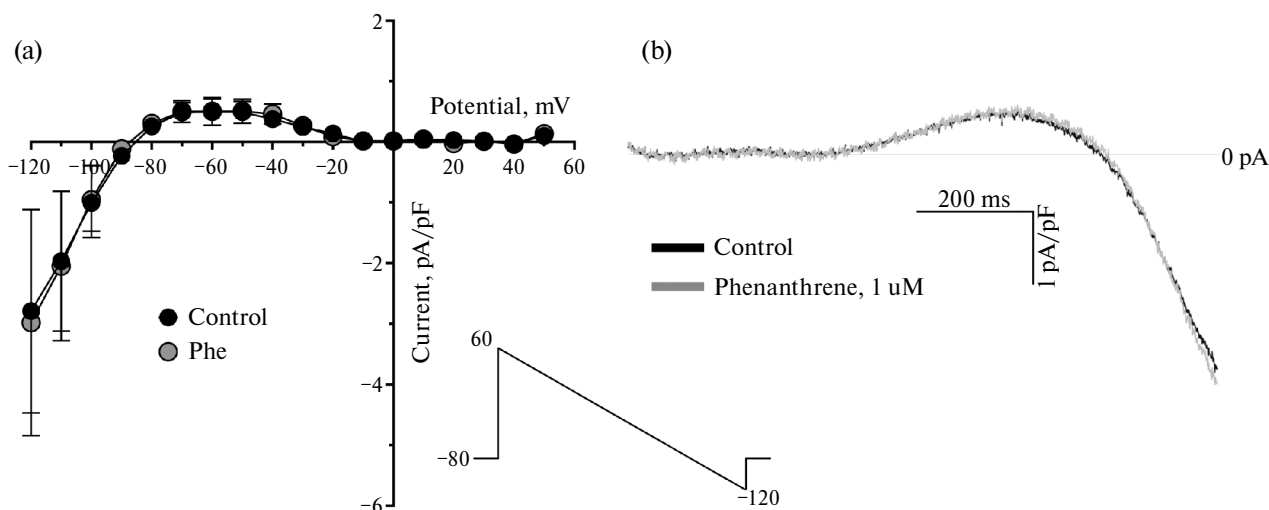 (a)
2
Potential, mV
−120
−100
−80
−60
−40
−20
20
40
60
−2
−4
−6
Current, pA/pF
Control
Phe
60
−80
−120
(b)
0 pA
200 ms
1 pA/pF
Control
Phenanthrene, 1 uM